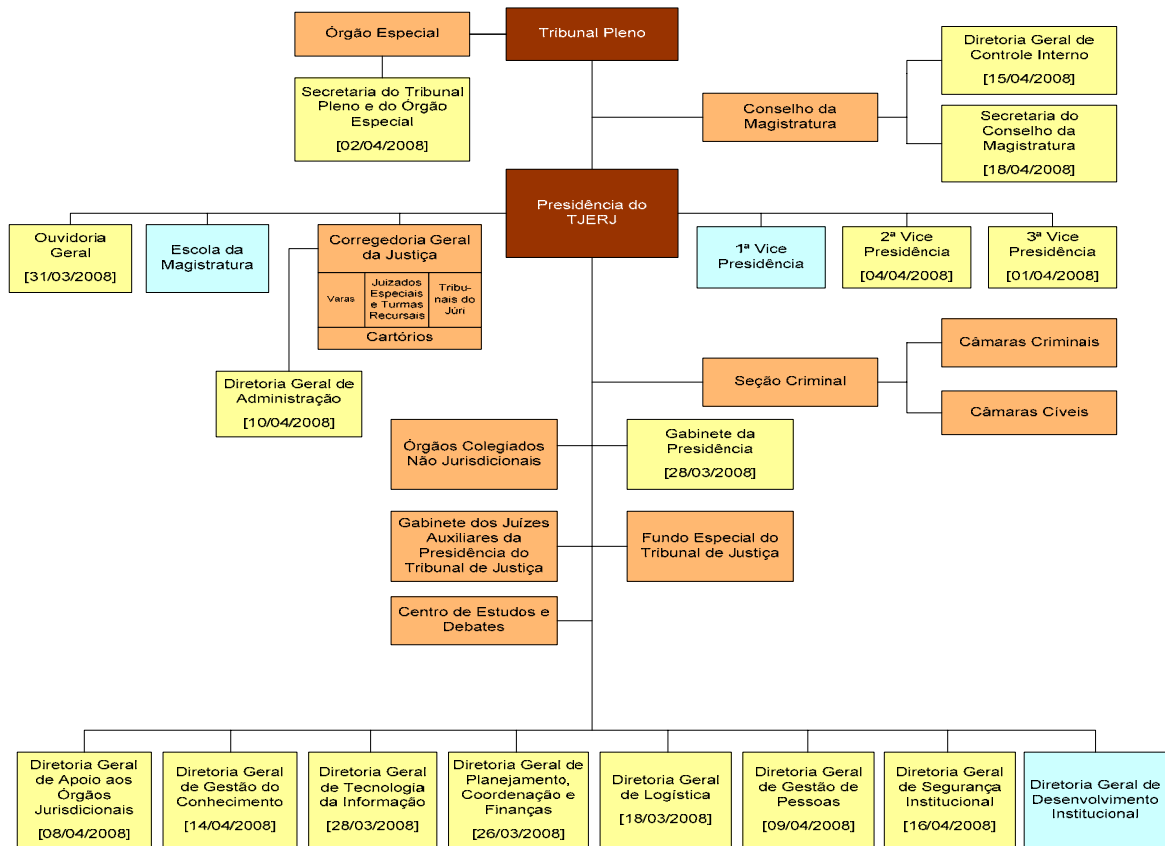 Órgão Especial
Tribunal Pleno
Diretoria Geral de
Controle Interno
[15/04/2008]
Secretaria do Tribunal
Pleno e do Órgão
Especial
[02/04/2008]
Conselho da
Magistratura
Secretaria do
Conselho da
Magistratura
[18/04/2008]
Presidência do
TJERJ
Ouvidoria
Geral
[31/03/2008]
Escola da
Magistratura
Corregedoria Geral
da Justiça
Varas
Juizados
Especiais
e Turmas
Recursais
Tribu-
nais do
Júri
Cartórios
1ª Vice
Presidência
2ª Vice
Presidência
[04/04/2008]
3ª Vice
Presidência
[01/04/2008]
Diretoria Geral de
Administração
[10/04/2008]
Seção Criminal
Câmaras Criminais
Câmaras Cíveis
Órgãos Colegiados
Não Jurisdicionais
Gabinete da
Presidência
[28/03/2008]
Gabinete dos Juízes
Auxiliares da
Presidência do
Tribunal de Justiça
Fundo Especial do
Tribunal de Justiça
Centro de Estudos e
Debates
Diretoria Geral
de Apoio aos
Órgãos
Jurisdicionais
[08/04/2008]
Diretoria Geral
de Gestão do
Conhecimento
[14/04/2008]
Diretoria Geral
de Tecnologia
da Informação
[28/03/2008]
Diretoria Geral de
Planejamento,
Coordenação e
Finanças
[26/03/2008]
Diretoria Geral
de Logística
[18/03/2008]
Diretoria Geral
de Gestão de
Pessoas
[09/04/2008]
Diretoria Geral
de Segurança
Institucional
[16/04/2008]
Diretoria Geral de
Desenvolvimento
Institucional